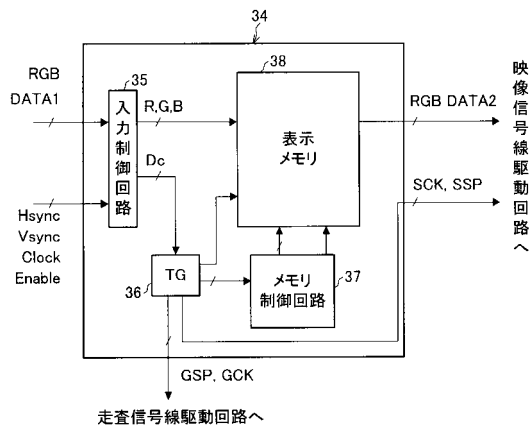 34
RGB
DATA1
35
入力制御回路
R,G,B
38
表示
メモリ
RGB DATA2
映像信号線駆動回路へ
Dc
SCK, SSP
Hsync
Vsync
Clock
Enable
TG
36
メモリ
制御回路
37
GSP, GCK
走査信号線駆動回路へ